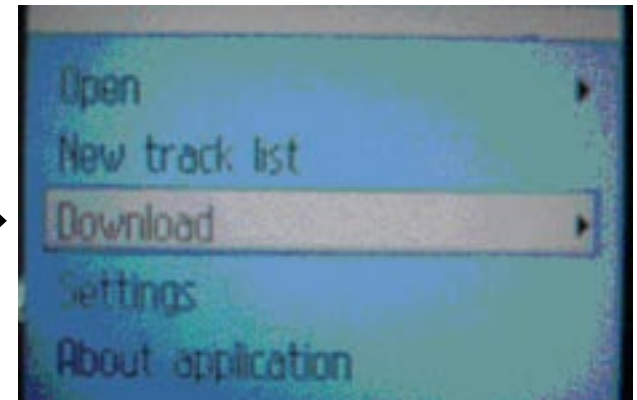 Open
New track list
Download
Settings
About application